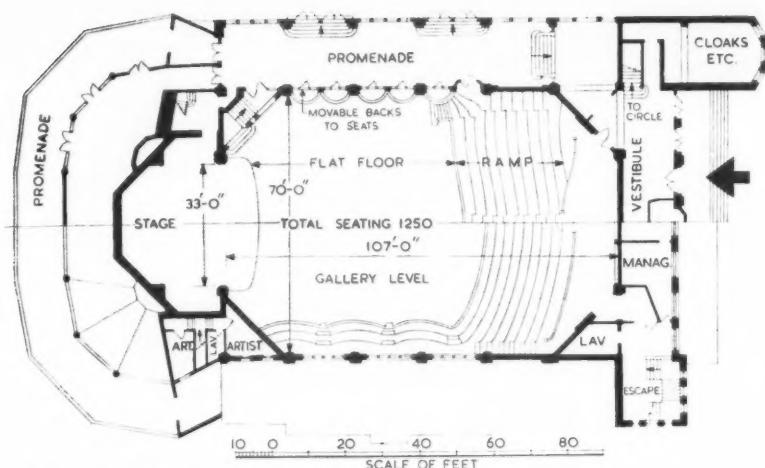 CLOAKS
ETC.
PROMENADE
MOVABLE BACKS
TO SEATS
TO
CIRCLE
PROMENADE
FLAT FLOOR
RAMP
VESTIBULE
33'-0"
70'-0"
STAGE
TOTAL SEATING 1250
107'-0"
GALLERY LEVEL
MANAG.
ART.
LAV
ARTIST
LAV
ESCAPE
10 0 20 40 60 80
SCALE OF FEET